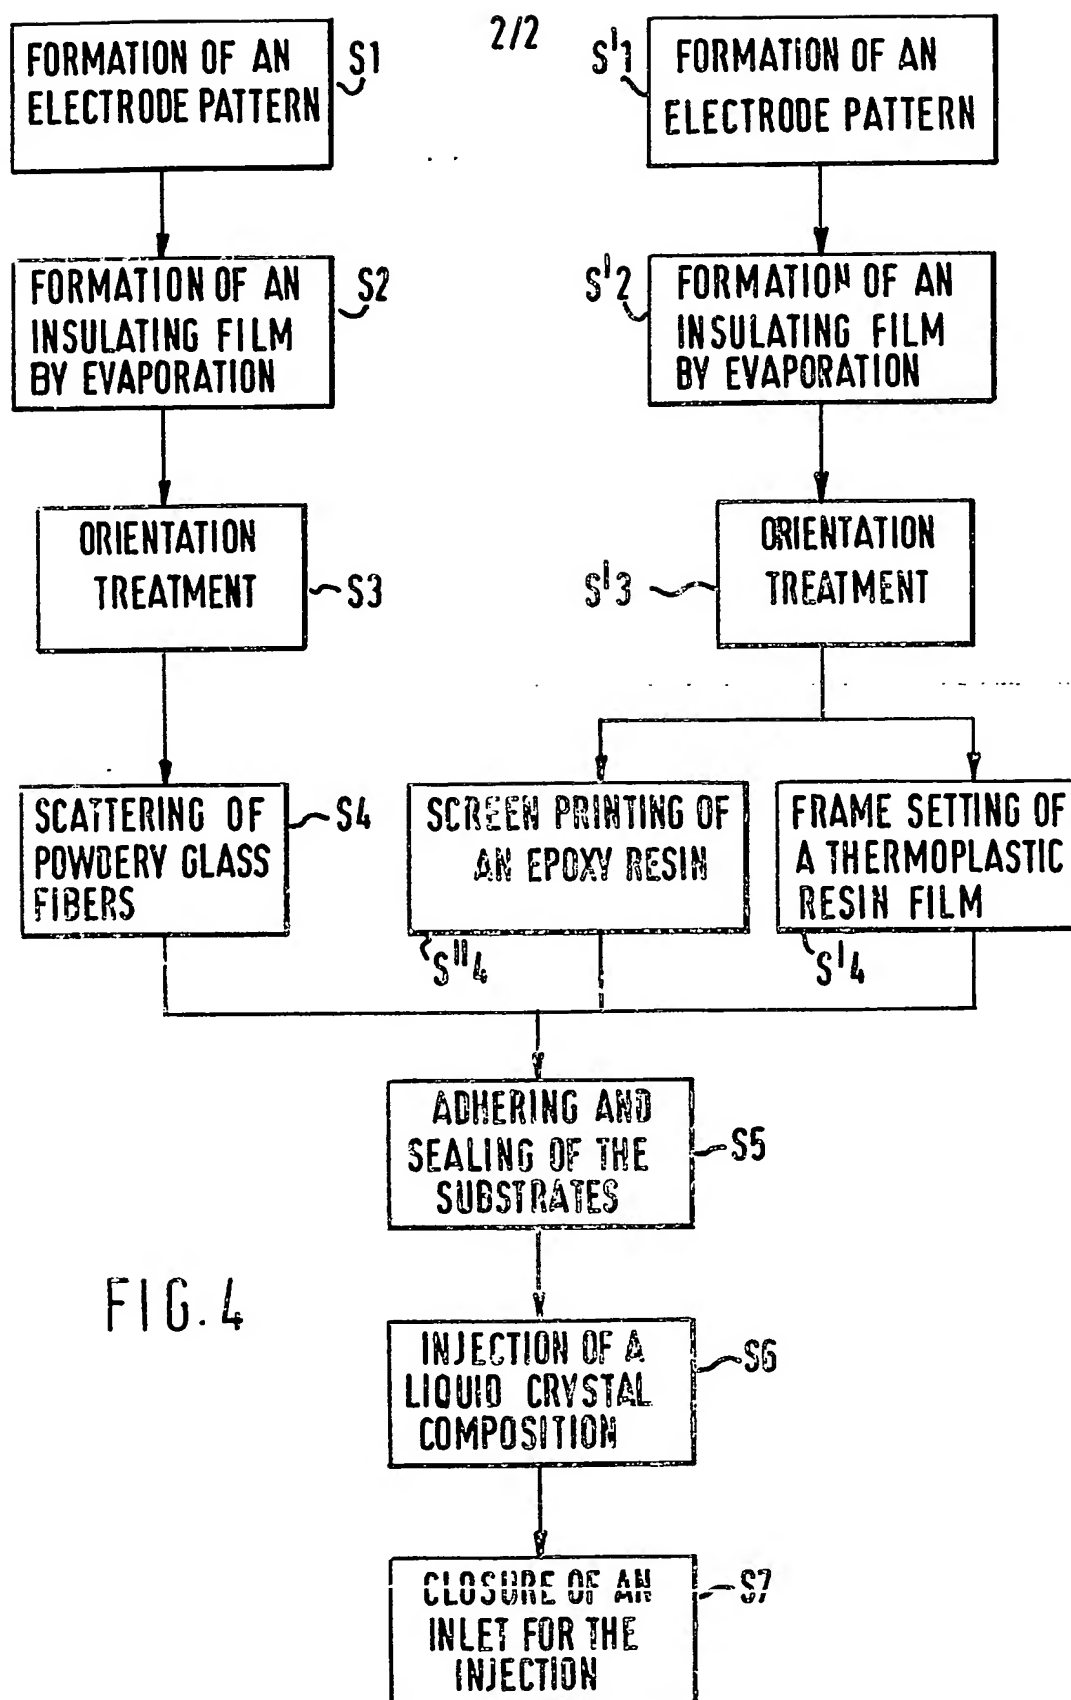 2/2
FORMATION OF AN
ELECTRODE PATTERN
S1
S'1
FORMATION OF AN
ELECTRODE PATTERN
FORMATION OF AN
INSULATING FILM
BY EVAPORATION
S2
S'2
FORMATION OF AN
INSULATING FILM
BY EVAPORATION
ORIENTATION
TREATMENT
S3
S'3
ORIENTATION
TREATMENT
SCATTERING OF
POWDERY GLASS
FIBERS
S4
SCREEN PRINTING OF
AN EPOXY RESIN
S"4
FRAME SETTING OF
A THERMOPLASTIC
RESIN FILM
S'4
ADHERING AND
SEALING OF THE
SUBSTRATES
S5
FIG. 4
INJECTION OF A
LIQUID CRYSTAL
COMPOSITION
S6
CLOSURE OF AN
INLET FOR THE
INJECTION
S7